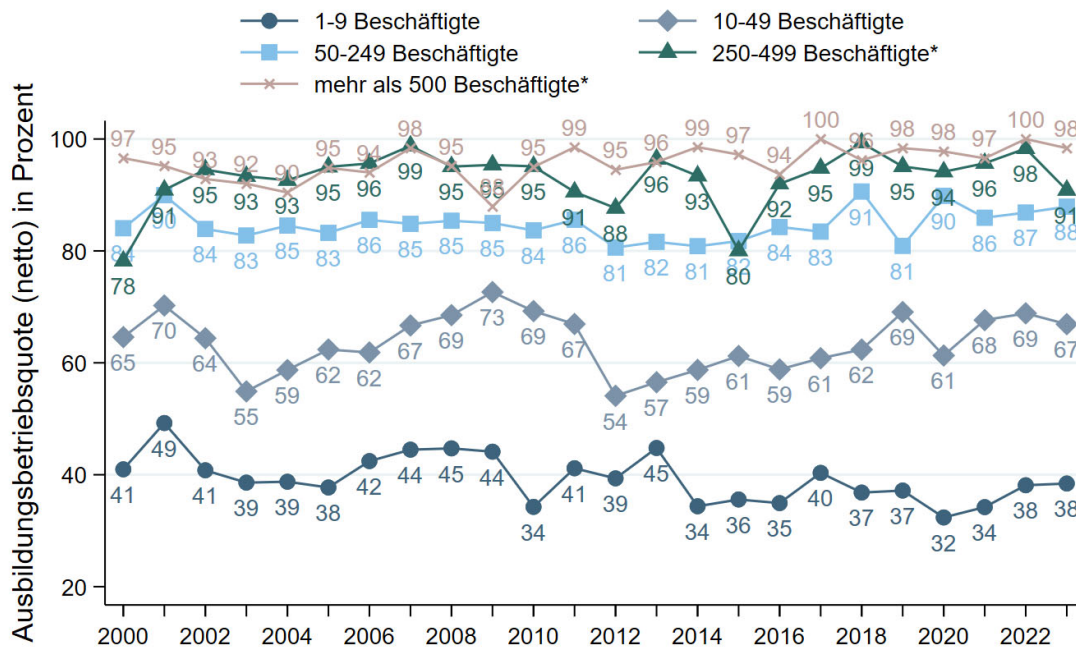 1-9 Beschäftigte
10-49 Beschäftigte
50-249 Beschäftigte
250-499 Beschäftigte*
mehr als 500 Beschäftigte*
Ausbildungsbetriebsquote (netto) in Prozent
100
80
60
40
20
97 95 93 92 90 95 94 98 95 88 95 99 95 96 99 97 94 100 96 98 98 97 100 98
78 91 95 93 93 95 96 99 95 95 95 91 88 96 93 80 92 95 99 95 94 96 98 91
84 90 84 83 85 83 86 85 85 85 84 86 81 82 81 82 84 83 91 81 90 86 87 88
65 70 64 55 59 62 62 67 69 73 69 67 54 57 59 61 59 61 62 69 61 68 69 67
41 49 41 39 39 38 42 44 45 44 34 41 39 45 34 36 35 40 37 37 32 34 38 38
2000 2002 2004 2006 2008 2010 2012 2014 2016 2018 2020 2022